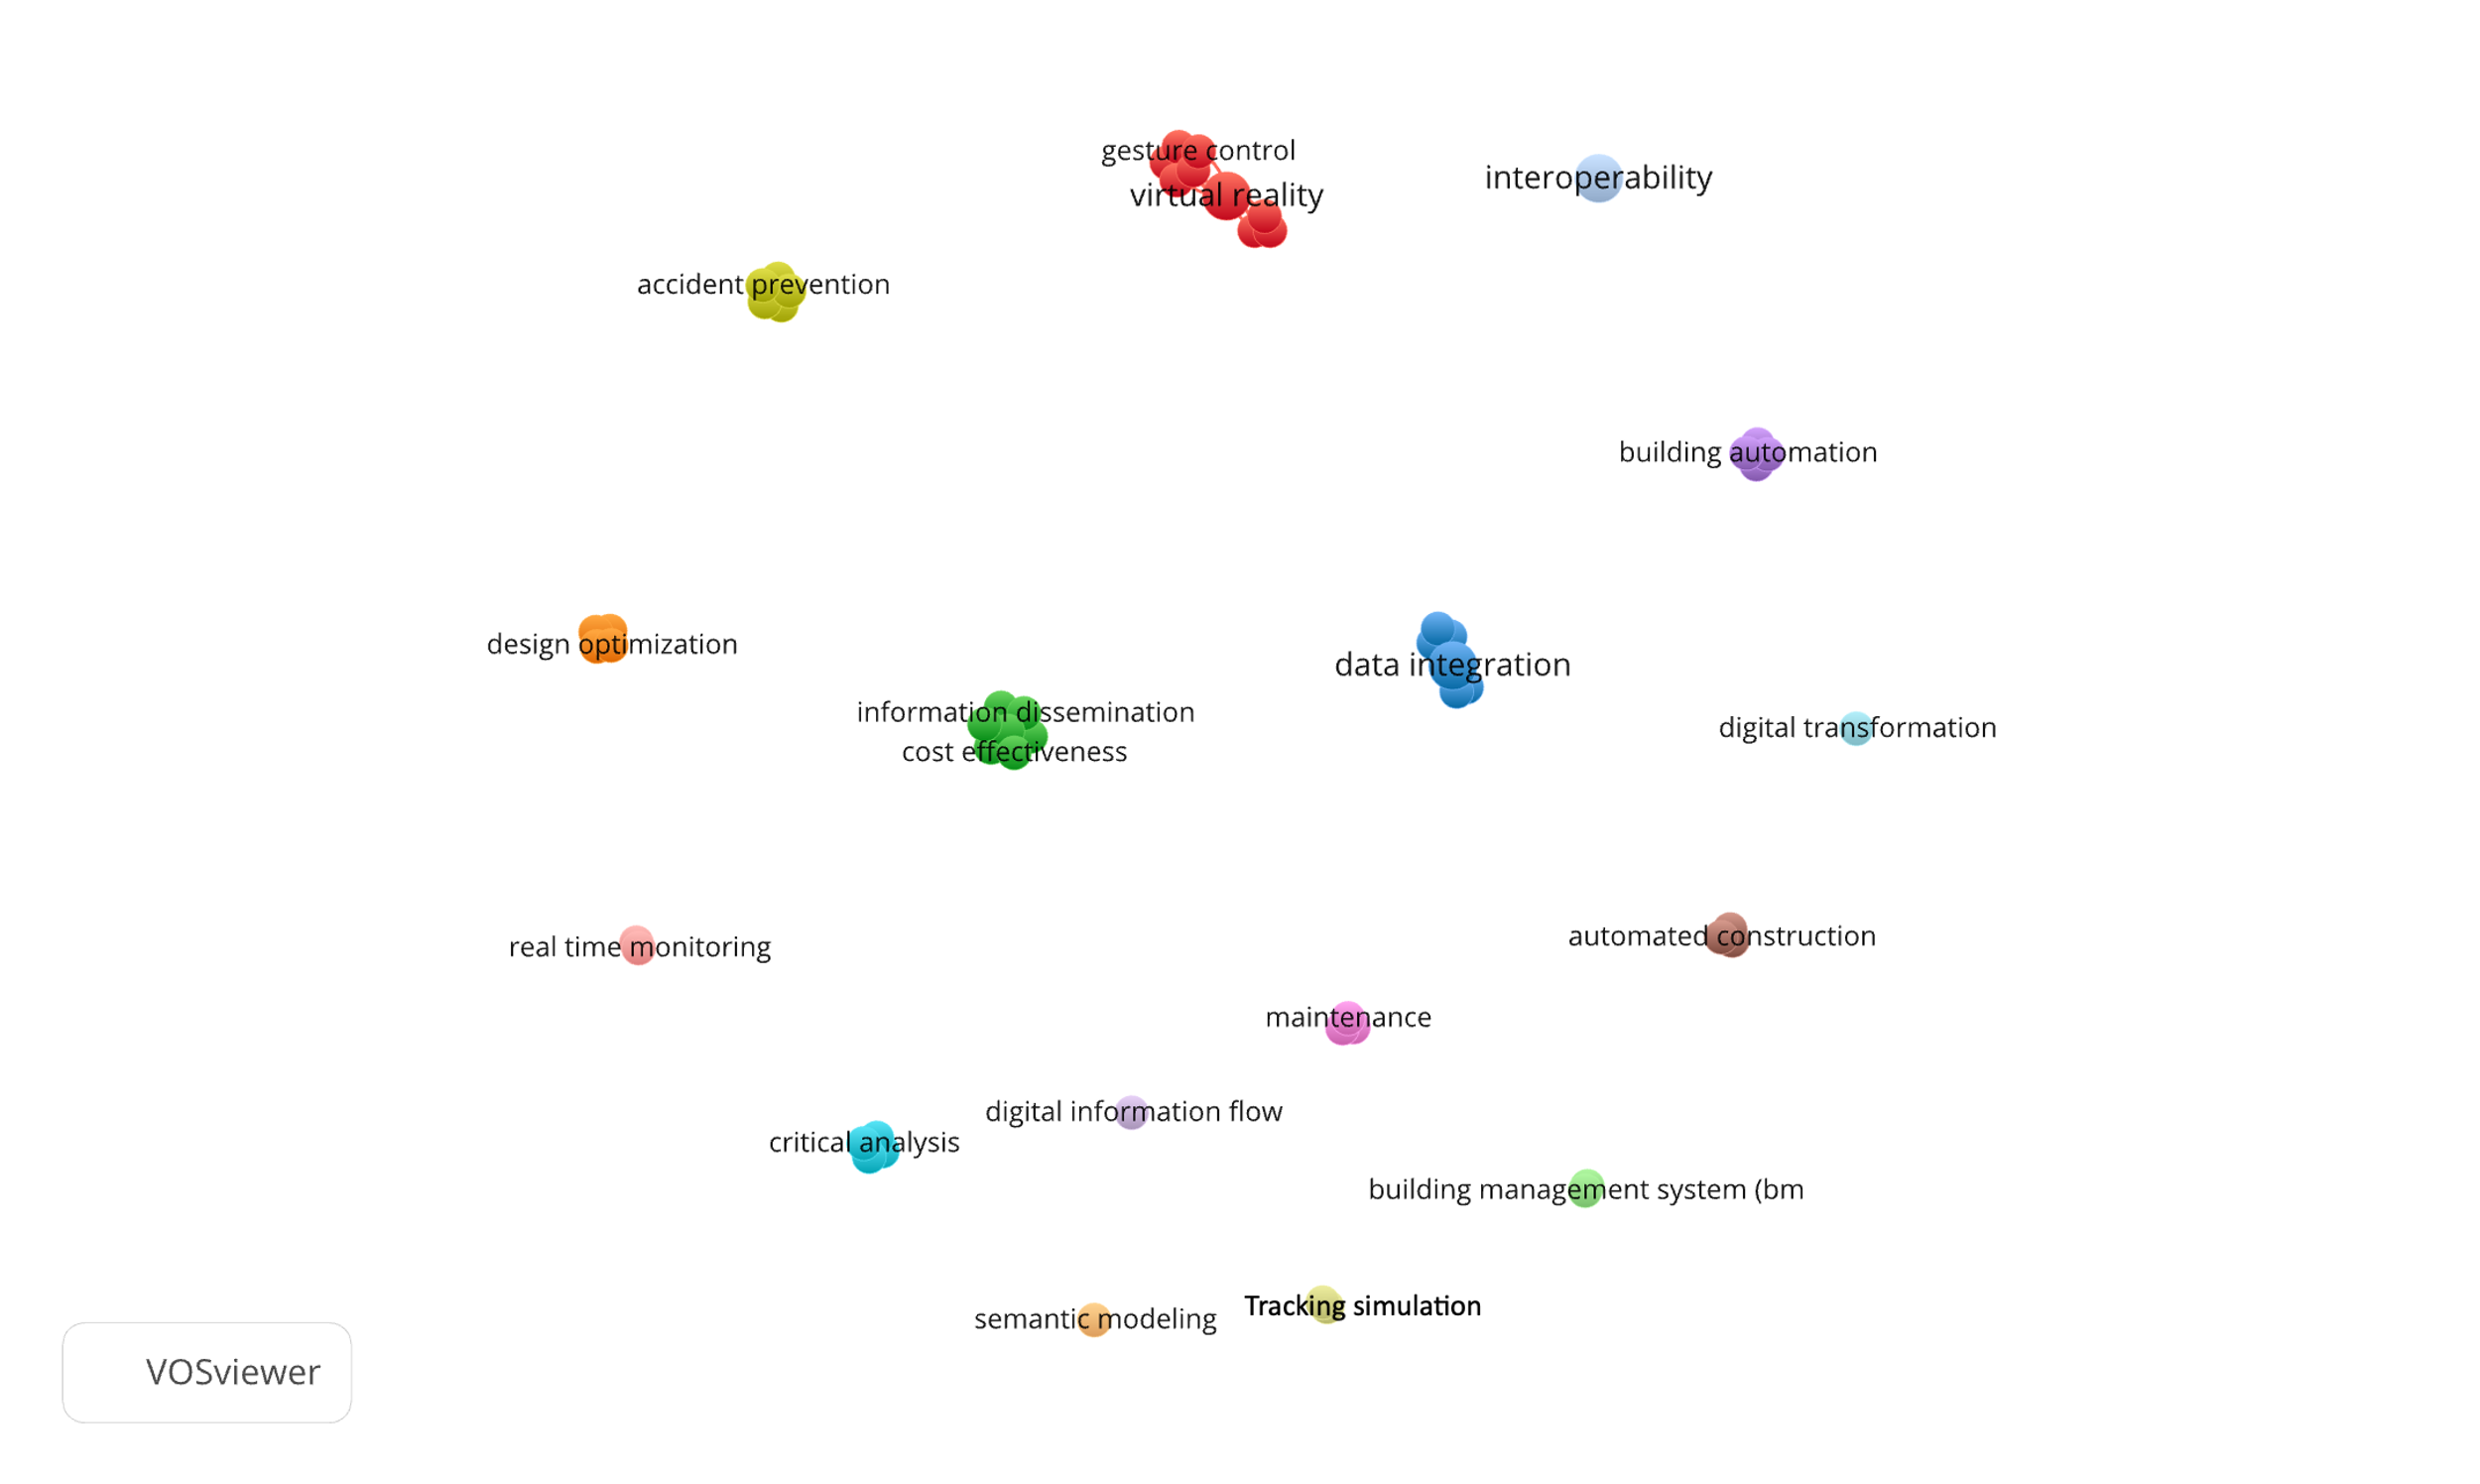 gesture control
interoperability
virtual reality
accident prevention
building automation
design optimization
data integration
information dissemination
digital transformation
cost effectiveness
automated construction
real time monitoring
maintenance
digital information flow
critical analysis
building management system (bm
Tracking simulation
semantic modeling
VOSviewer